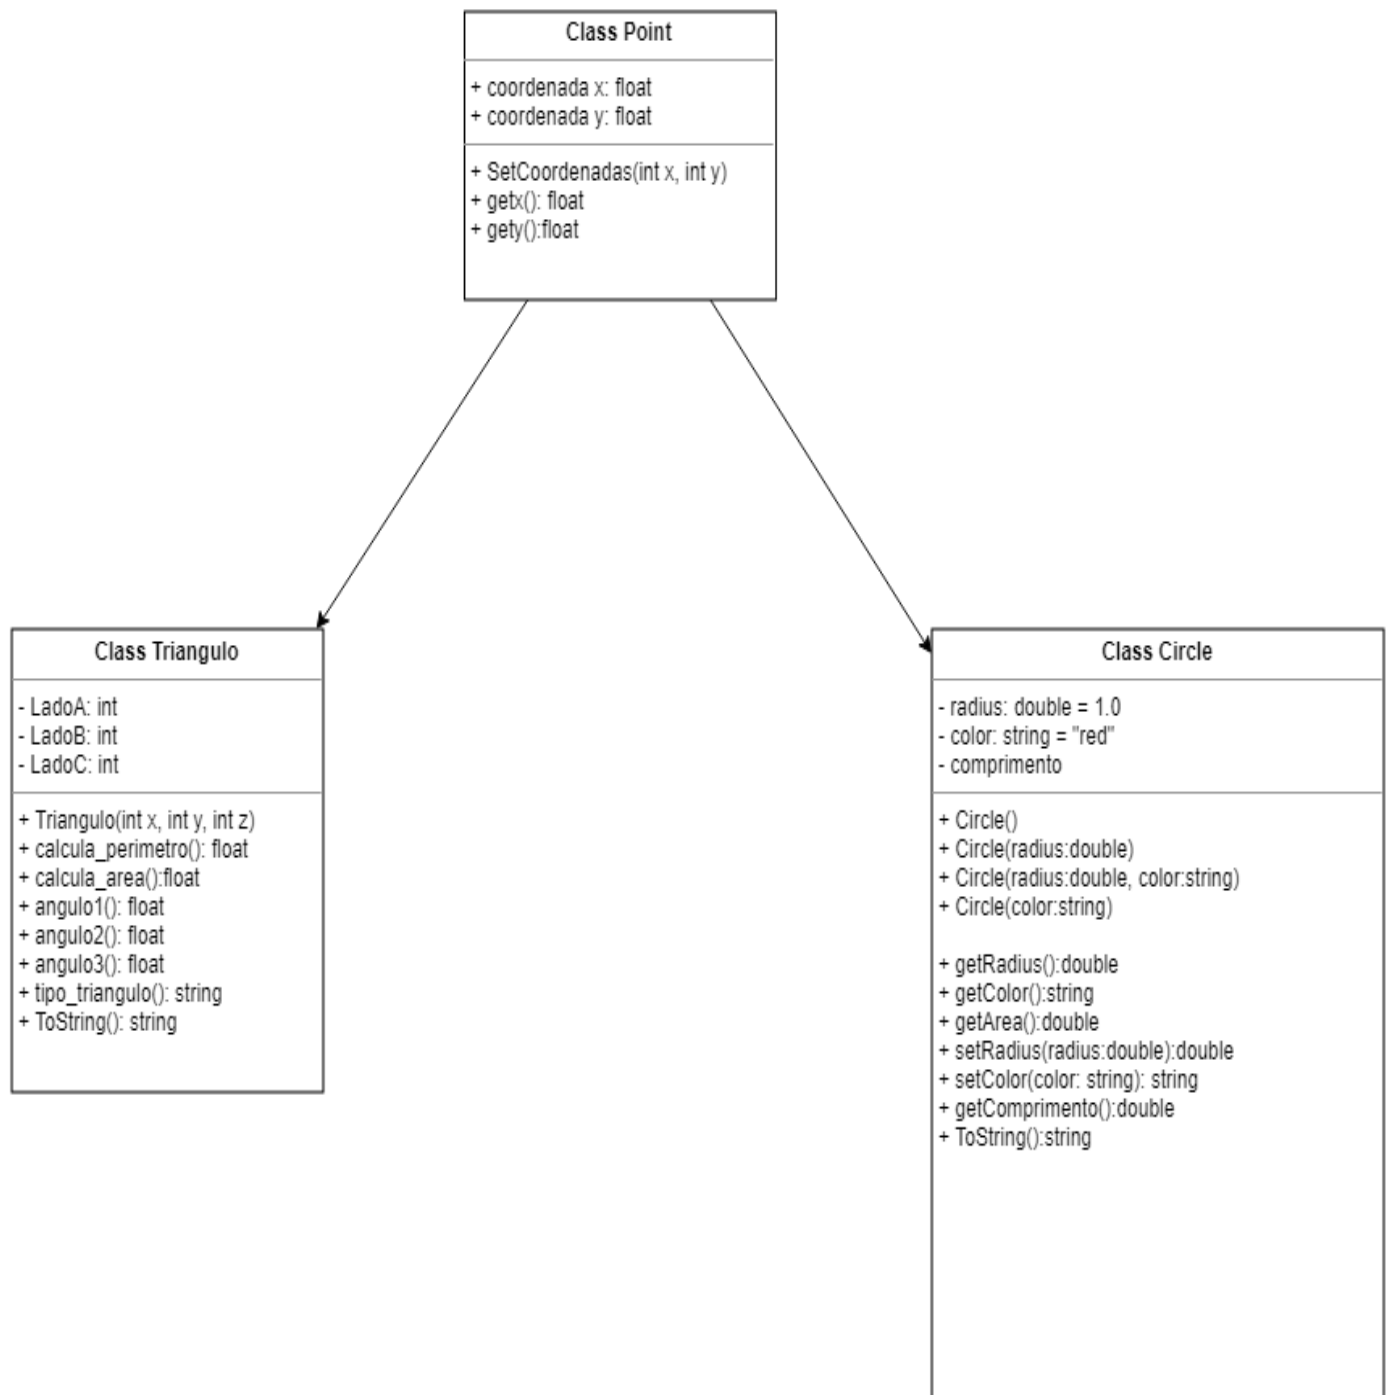 Class Point
+ coordenada x: float
+ coordenada y: float
+ SetCoordenadas(int x, int y)
+ getx(): float
+ gety():float
Class Triangulo
- LadoA: int
- LadoB: int
- LadoC: int
+ Triangulo(int x, int y, int z)
+ calcula_perimetro(): float
+ calcula_area():float
+ angulo1(): float
+ angulo2(): float
+ angulo3(): float
+ tipo_triangulo(): string
+ ToString(): string
Class Circle
- radius: double = 1.0
- color: string = "red"
- comprimento
+ Circle()
+ Circle(radius:double)
+ Circle(radius:double, color:string)
+ Circle(color:string)
+ getRadius():double
+ getColor():string
+ getArea():double
+ setRadius(radius:double):double
+ setColor(color: string): string
+ getComprimento():double
+ ToString():string